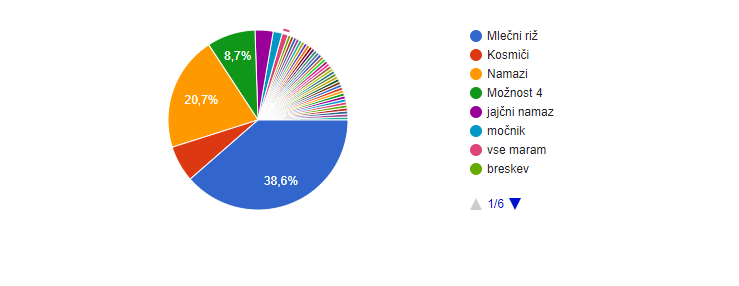 8,7%
20,7%
38,6%
Mlečni riž
Kosmiči
Namazi
Možnost 4
jajčni namaz
močnik
vse maram
breskev
1/6